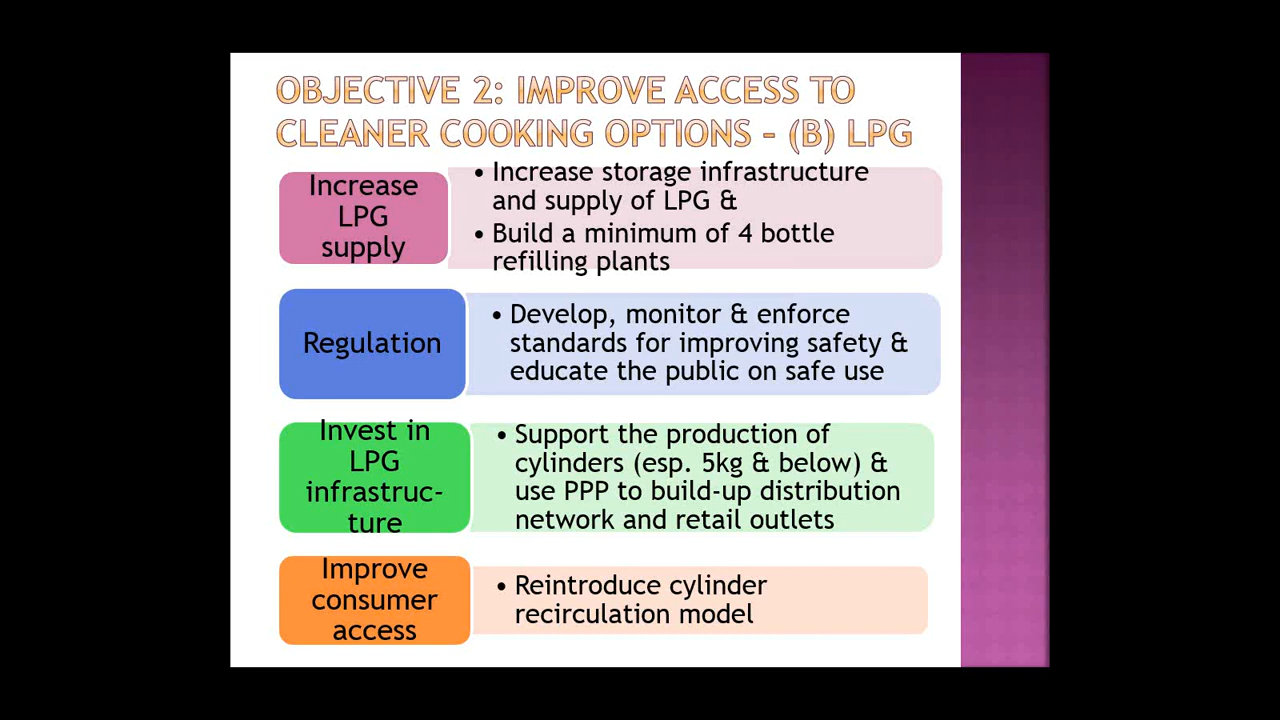 OBJECTIVE 2: IMPROVE ACCESS TO
CLEANER COOKING OPTIONS – (B) LPG
Increase
LPG
supply
• Increase storage infrastructure
and supply of LPG &
• Build a minimum of 4 bottle
refilling plants
Regulation
• Develop, monitor & enforce
standards for improving safety &
educate the public on safe use
Invest in
LPG
infrastruc-
ture
• Support the production of
cylinders (esp. 5kg & below) &
use PPP to build-up distribution
network and retail outlets
Improve
consumer
access
• Reintroduce cylinder
recirculation model